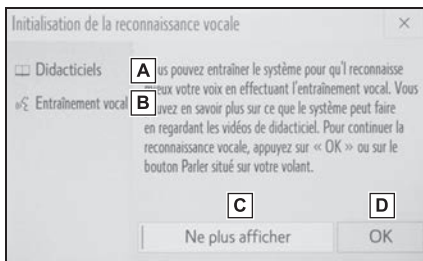 Initialisation de la reconnaissance vocale
Didacticiels
A
us pouvez entraîner le système pour qu'l reconnaisse
Entraînement vocal
B
eux votre voix en effectuant l'entraînement vocal. Vous
uvez en savoir plus sur ce que le système peut faire
en regardant les vidéos de didacticiel. Pour continuer la
reconnaissance vocale, appuyez sur « OK » ou sur le
bouton Parler situé sur votre volant.
C
D
Ne plus afficher
OK